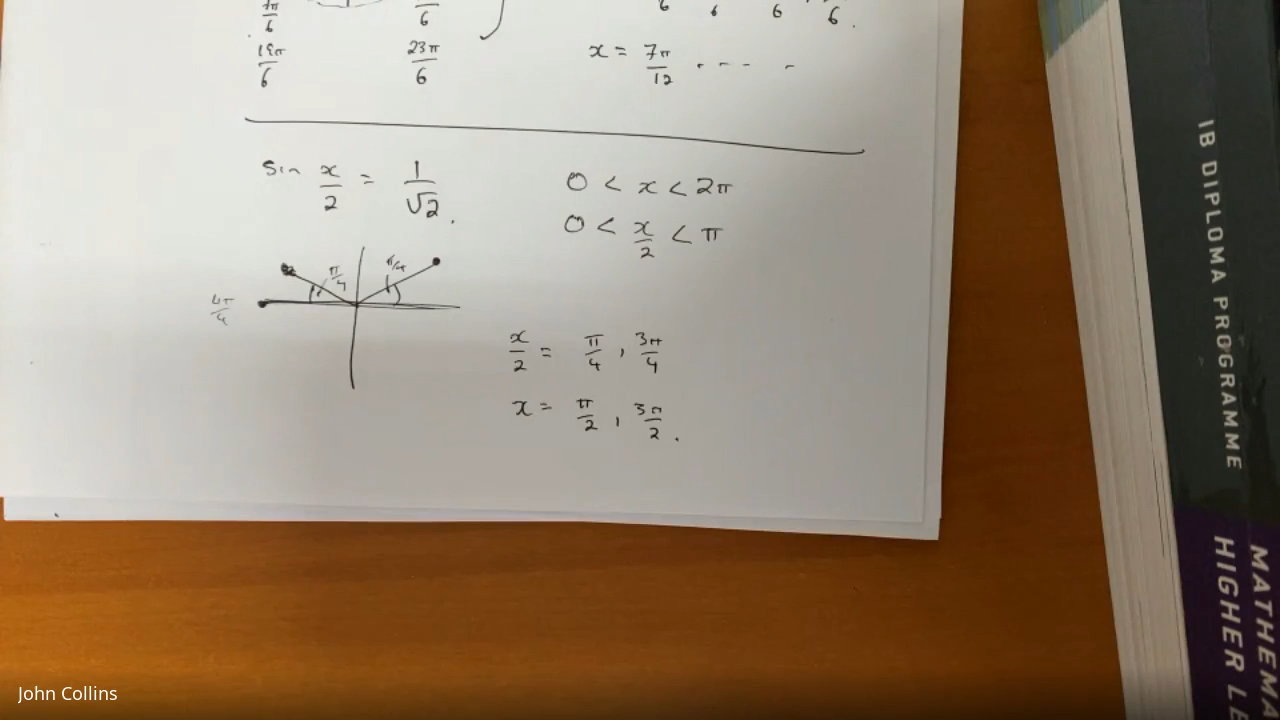 7π/6 /6 6 6 6 6.
19π/6 23π/6 x = 7π/12 - - - -
Sin x/2 = 1/√2. 0 < x < 2π
0 < x/2 < π
π/4 π/4
4π/4
x/2 = π/4, 3π/4
x = π/2, 3π/2.
IB DIPLOMA PROGRAMME
MATHEMA
HIGHER LE
John Collins